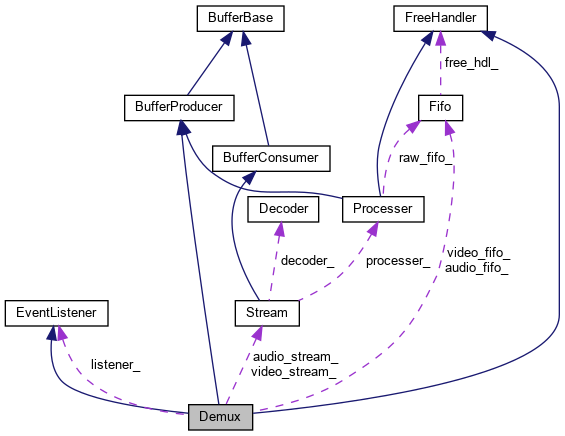 BufferBase
FreeHandler
free_hdl_
BufferProducer
Fifo
BufferConsumer
raw_fifo_
Decoder
Processer
decoder_
processer_
video_fifo_
audio_fifo_
EventListener
Stream
listener_
audio_stream_
video_stream_
Demux